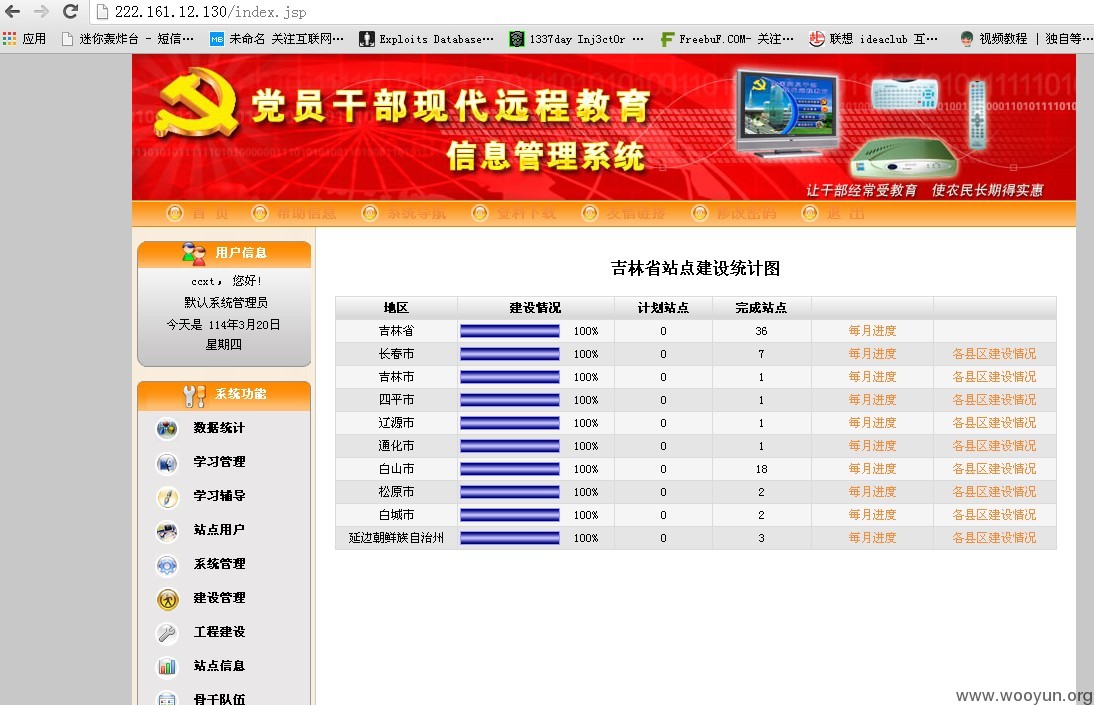 222.161.12.130/index.jsp
应用 迷你轰炸台 - 短信… MB 未命名 关注互联网… Exploits Database… 1337day Inj3ct0r … FreebuF.COM- 关注… 联想 ideaclub 互… 视频教程 | 独自等…
党员干部现代远程教育
信息管理系统
让干部经常受教育 使农民长期得实惠
首 页 帮助信息 系统导航 资料下载 友情链接 修改密码 退 出
用户信息
ccxt, 您好!
默认系统管理员
今天是 114年3月20日
星期四
系统功能
数据统计
学习管理
学习辅导
站点用户
系统管理
建设管理
工程建设
站点信息
骨干队伍
吉林省站点建设统计图
地区 建设情况 计划站点 完成站点
吉林省 100% 0 36 每月进度
长春市 100% 0 7 每月进度 各县区建设情况
吉林市 100% 0 1 每月进度 各县区建设情况
四平市 100% 0 1 每月进度 各县区建设情况
辽源市 100% 0 1 每月进度 各县区建设情况
通化市 100% 0 1 每月进度 各县区建设情况
白山市 100% 0 18 每月进度 各县区建设情况
松原市 100% 0 2 每月进度 各县区建设情况
白城市 100% 0 2 每月进度 各县区建设情况
延边朝鲜族自治州 100% 0 3 每月进度 各县区建设情况
www.wooyun.org